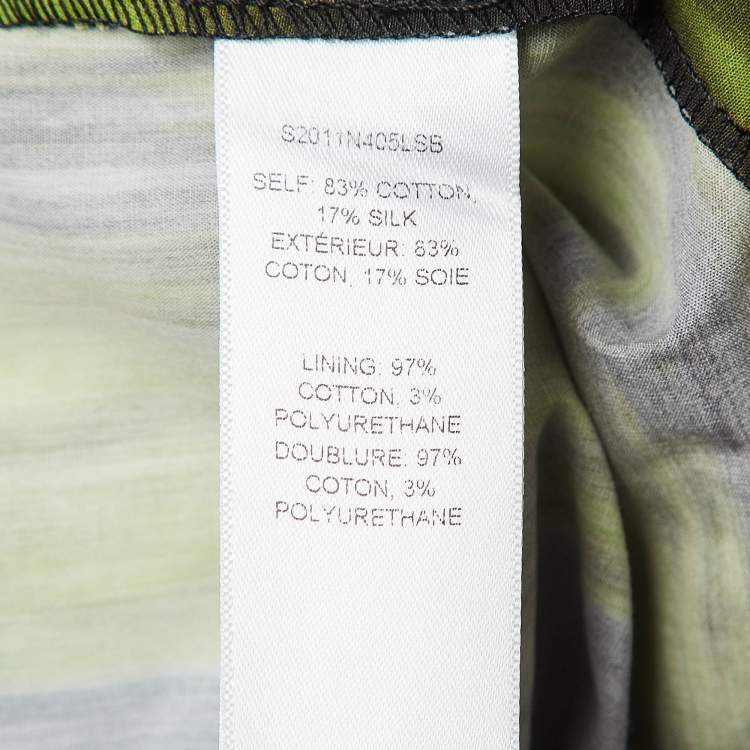 S2011N405LSB
SELF: 83% COTTON,
17% SILK
EXTÉRIEUR: 83%
COTON, 17% SOIE
LINING: 97%
COTTON, 3%
POLYURETHANE
DOUBLURE: 97%
COTON, 3%
POLYURETHANE